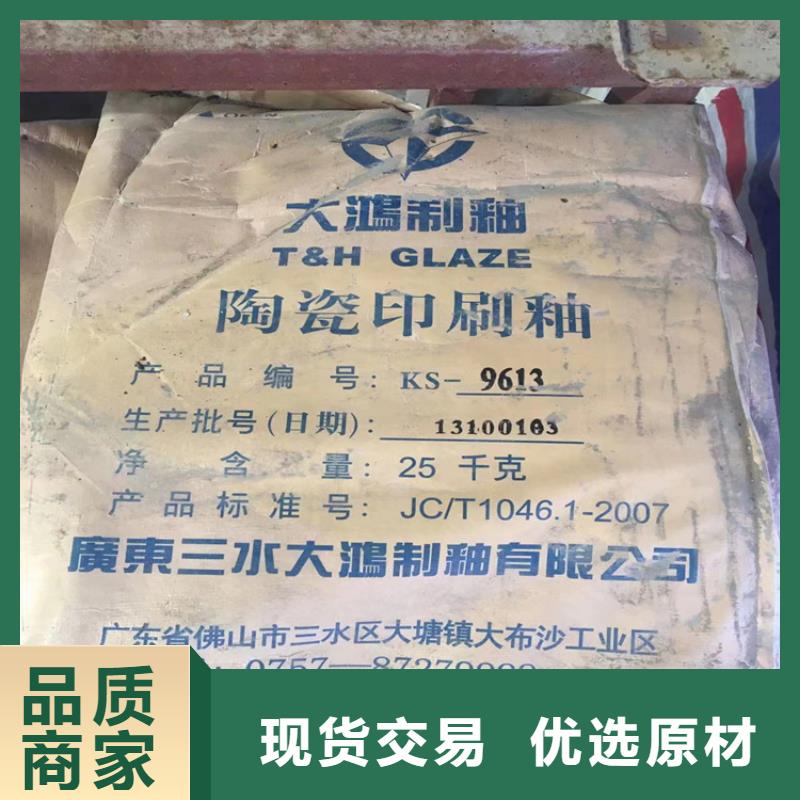 OPEN
大鴻制釉
T&H GLAZE
陶瓷印刷釉
产品编号: KS-9613
生产批号(日期): 13100103
净含量: 25 千克
产品标准号: JC/T1046.1-2007
廣東三水大鴻制釉有限公司
广东省佛山市三水区大塘镇大布沙工业区
0757—87279999
品质
商家
现货交易 优选原材